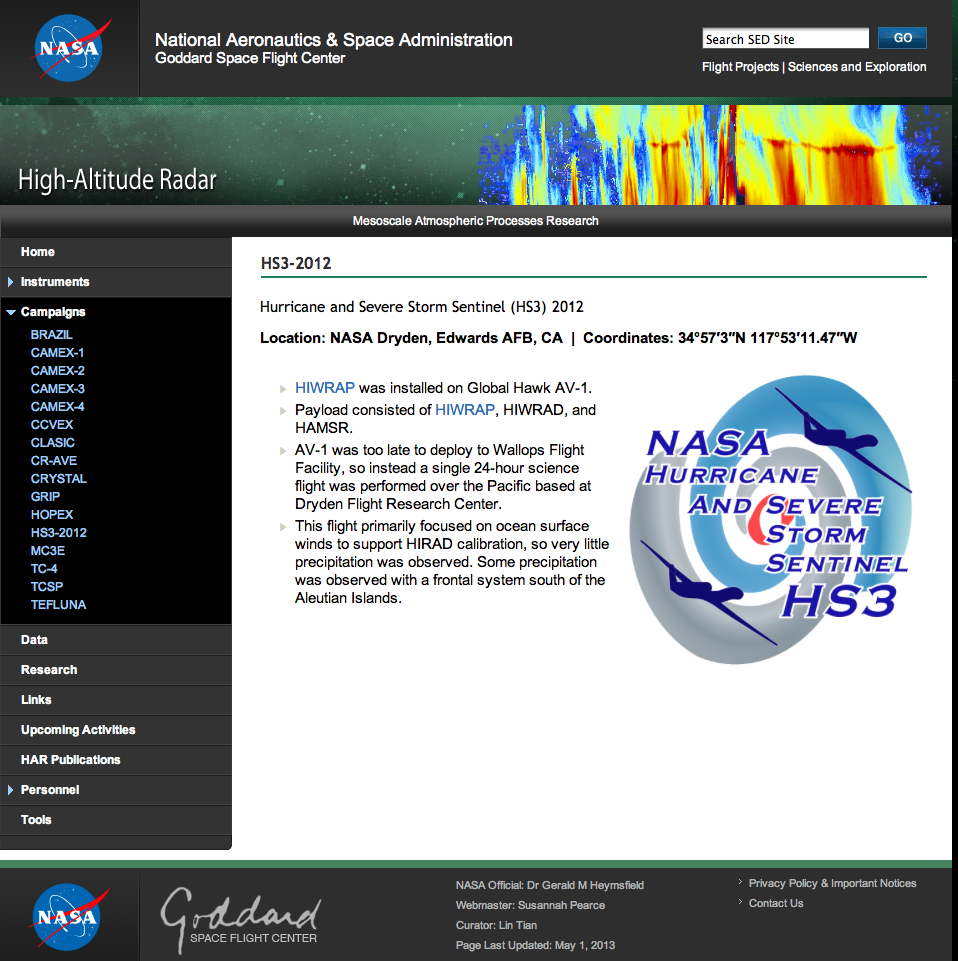 NASA
National Aeronautics & Space Administration
Goddard Space Flight Center
Search SED Site
GO
Flight Projects | Sciences and Exploration
High-Altitude Radar
Mesoscale Atmospheric Processes Research
Home
Instruments
Campaigns
BRAZIL
CAMEX-1
CAMEX-2
CAMEX-3
CAMEX-4
CCVEX
CLASIC
CR-AVE
CRYSTAL
GRIP
HOPEX
HS3-2012
MC3E
TC-4
TCSP
TEFLUNA
Data
Research
Links
Upcoming Activities
HAR Publications
Personnel
Tools
HS3-2012
Hurricane and Severe Storm Sentinel (HS3) 2012
Location: NASA Dryden, Edwards AFB, CA | Coordinates: 34°57′3″N 117°53′11.47″W
HIWRAP was installed on Global Hawk AV-1.
Payload consisted of HIWRAP, HIWRAD, and
HAMSR.
AV-1 was too late to deploy to Wallops Flight
Facility, so instead a single 24-hour science
flight was performed over the Pacific based at
Dryden Flight Research Center.
This flight primarily focused on ocean surface
winds to support HIRAD calibration, so very little
precipitation was observed. Some precipitation
was observed with a frontal system south of the
Aleutian Islands.
NASA
HURRICANE
AND SEVERE
STORM
SENTINEL
HS3
NASA
Goddard
SPACE FLIGHT CENTER
NASA Official: Dr Gerald M Heymsfield
Webmaster: Susannah Pearce
Curator: Lin Tian
Page Last Updated: May 1, 2013
Privacy Policy & Important Notices
Contact Us